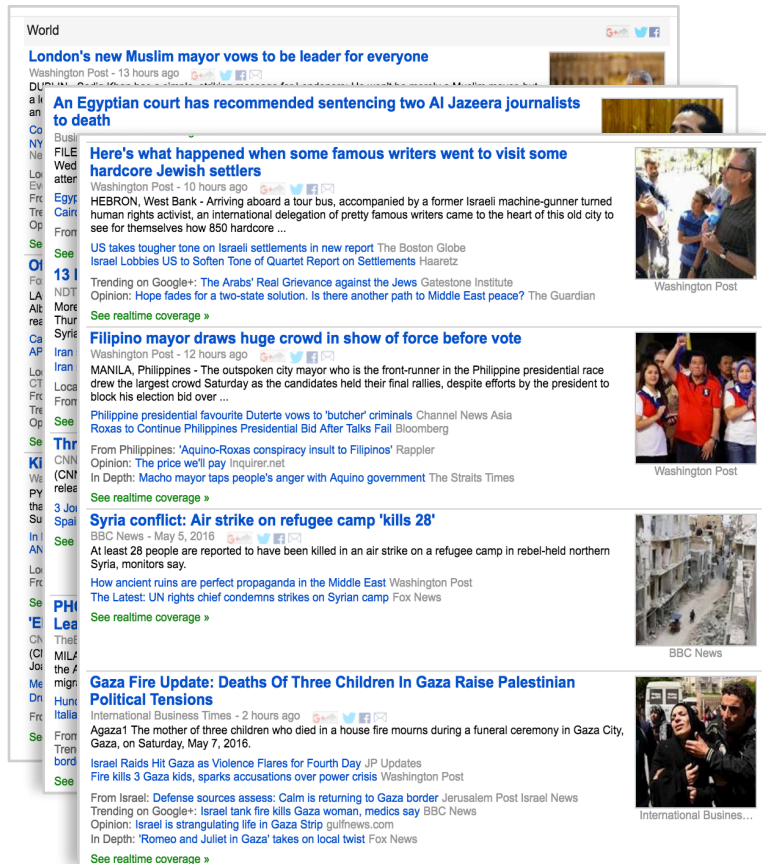 World
London's new Muslim mayor vows to be leader for everyone
Washington Post - 13 hours ago
An Egyptian court has recommended sentencing two Al Jazeera journalists
to death
Here's what happened when some famous writers went to visit some
hardcore Jewish settlers
Washington Post - 10 hours ago
HEBRON, West Bank - Arriving aboard a tour bus, accompanied by a former Israeli machine-gunner turned
human rights activist, an international delegation of pretty famous writers came to the heart of this old city to
see for themselves how 850 hardcore ...
US takes tougher tone on Israeli settlements in new report The Boston Globe
Israel Lobbies US to Soften Tone of Quartet Report on Settlements Haaretz
Trending on Google+: The Arabs' Real Grievance against the Jews Gatestone Institute
Opinion: Hope fades for a two-state solution. Is there another path to Middle East peace? The Guardian
See realtime coverage »
Washington Post
Filipino mayor draws huge crowd in show of force before vote
Washington Post - 12 hours ago
MANILA, Philippines - The outspoken city mayor who is the front-runner in the Philippine presidential race
drew the largest crowd Saturday as the candidates held their final rallies, despite efforts by the president to
block his election bid over ...
Philippine presidential favourite Duterte vows to 'butcher' criminals Channel News Asia
Roxas to Continue Philippines Presidential Bid After Talks Fail Bloomberg
From Philippines: 'Aquino-Roxas conspiracy insult to Filipinos' Rappler
Opinion: The price we'll pay Inquirer.net
In Depth: Macho mayor taps people's anger with Aquino government The Straits Times
See realtime coverage »
Washington Post
Syria conflict: Air strike on refugee camp 'kills 28'
BBC News - May 5, 2016
At least 28 people are reported to have been killed in an air strike on a refugee camp in rebel-held northern
Syria, monitors say.
How ancient ruins are perfect propaganda in the Middle East Washington Post
The Latest: UN rights chief condemns strikes on Syrian camp Fox News
See realtime coverage »
BBC News
Gaza Fire Update: Deaths Of Three Children In Gaza Raise Palestinian
Political Tensions
International Business Times - 2 hours ago
Agaza1 The mother of three children who died in a house fire mourns during a funeral ceremony in Gaza City,
Gaza, on Saturday, May 7, 2016.
Israel Raids Hit Gaza as Violence Flares for Fourth Day JP Updates
Fire kills 3 Gaza kids, sparks accusations over power crisis Washington Post
From Israel: Defense sources assess: Calm is returning to Gaza border Jerusalem Post Israel News
Trending on Google+: Israel tank fire kills Gaza woman, medics say BBC News
Opinion: Israel is strangulating life in Gaza Strip gulfnews.com
In Depth: 'Romeo and Juliet in Gaza' takes on local twist Fox News
See realtime coverage »
International Busines...